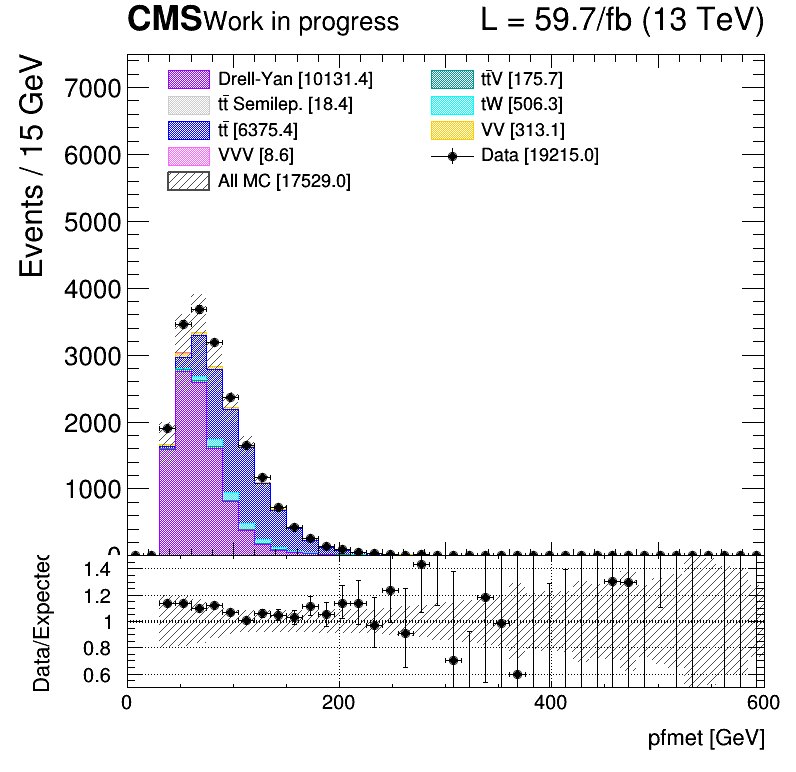 CMS Work in progress L = 59.7/fb (13 TeV)
Events / 15 GeV
7000
6000
5000
4000
3000
2000
1000
0
Drell-Yan [10131.4]
tt̄ Semilep. [18.4]
tt̄ [6375.4]
VVV [8.6]
All MC [17529.0]
tt̄V [175.7]
tW [506.3]
VV [313.1]
Data [19215.0]
Data/Expected
1.4
1.2
1
0.8
0.6
0 200 400 600
pfmet [GeV]